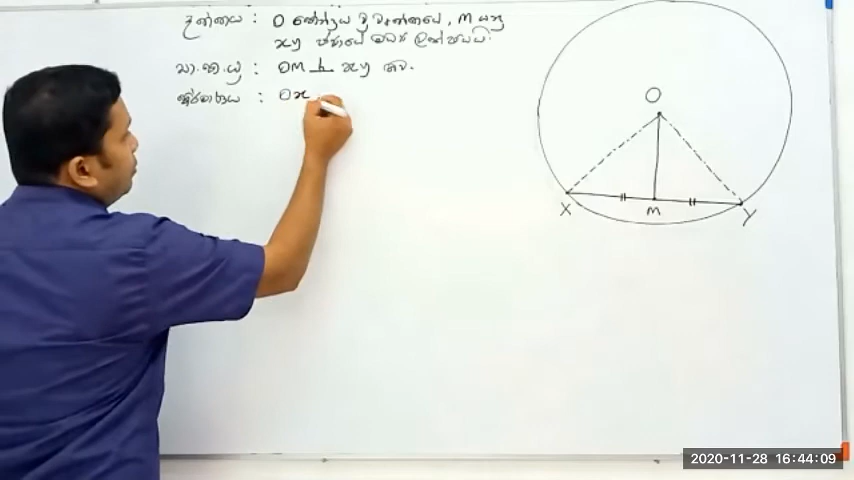 දත්තය : O කේන්ද්‍රය වූ වෘත්තයේ, M යනු
XY ජ්‍යායේ මධ්‍ය ලක්ෂ්‍යයයි.
සා.ක.යු : OM ⊥ XY බව.
නිර්මාණය : OX
O
X
M
Y
2020-11-28 16:44:09